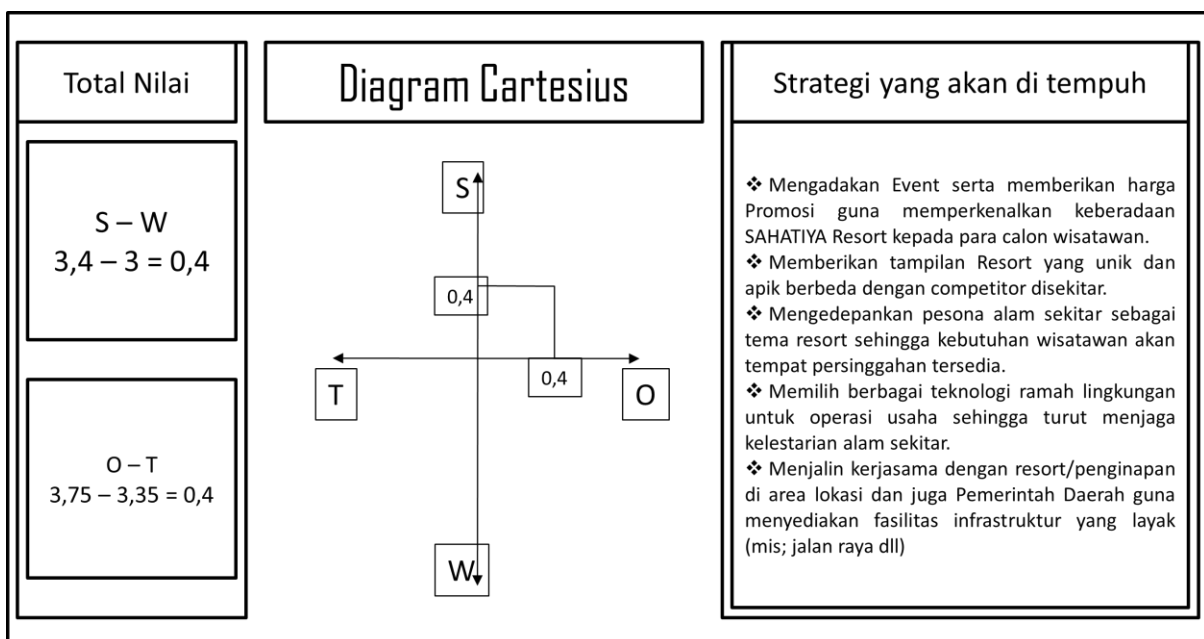 Total Nilai
S – W
3,4 – 3 = 0,4
O – T
3,75 – 3,35 = 0,4
Diagram Cartesius
S
0,4
0,4
T
O
W
Strategi yang akan di tempuh
❖ Mengadakan Event serta memberikan harga
Promosi guna memperkenalkan keberadaan
SAHATIYA Resort kepada para calon wisatawan.
❖ Memberikan tampilan Resort yang unik dan
apik berbeda dengan competitor disekitar.
❖ Mengedepankan pesona alam sekitar sebagai
tema resort sehingga kebutuhan wisatawan akan
tempat persinggahan tersedia.
❖ Memilih berbagai teknologi ramah lingkungan
untuk operasi usaha sehingga turut menjaga
kelestarian alam sekitar.
❖ Menjalin kerjasama dengan resort/penginapan
di area lokasi dan juga Pemerintah Daerah guna
menyediakan fasilitas infrastruktur yang layak
(mis; jalan raya dll)